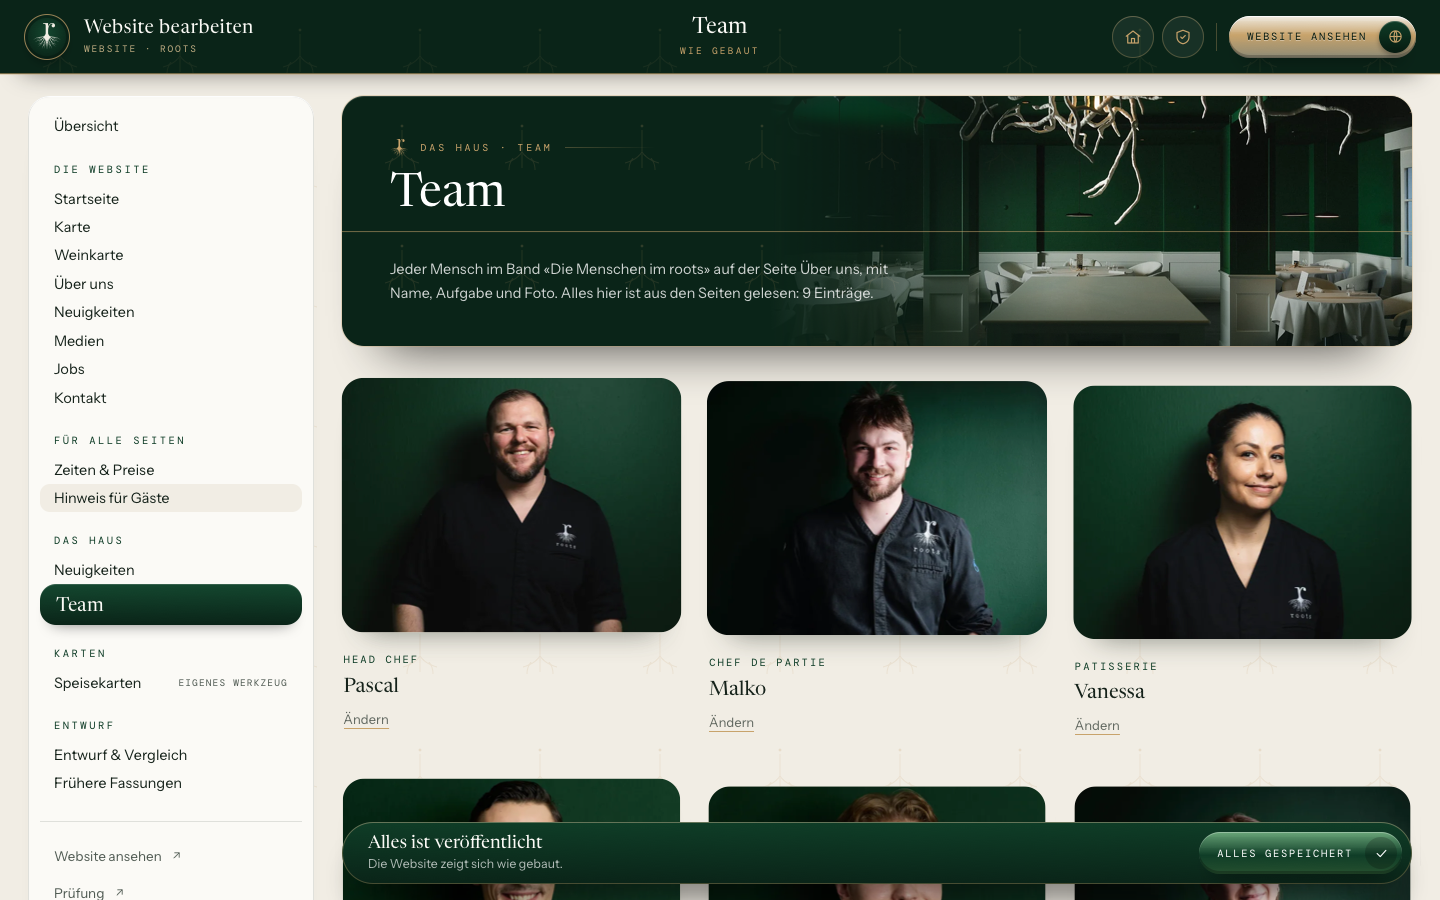 Website bearbeiten
WEBSITE · ROOTS
Team
WIE GEBAUT
WEBSITE ANSEHEN
Übersicht
DIE WEBSITE
Startseite
Karte
Weinkarte
Über uns
Neuigkeiten
Medien
Jobs
Kontakt
FÜR ALLE SEITEN
Zeiten & Preise
Hinweis für Gäste
DAS HAUS
Neuigkeiten
Team
KARTEN
Speisekarten EIGENES WERKZEUG
ENTWURF
Entwurf & Vergleich
Frühere Fassungen
Website ansehen
Prüfung
DAS HAUS · TEAM
Team
Jeder Mensch im Band «Die Menschen im roots» auf der Seite Über uns, mit
Name, Aufgabe und Foto. Alles hier ist aus den Seiten gelesen: 9 Einträge.
r
roots
r
roots
r
roots
HEAD CHEF
Pascal
Ändern
CHEF DE PARTIE
Malko
Ändern
PATISSERIE
Vanessa
Ändern
Alles ist veröffentlicht
Die Website zeigt sich wie gebaut.
ALLES GESPEICHERT